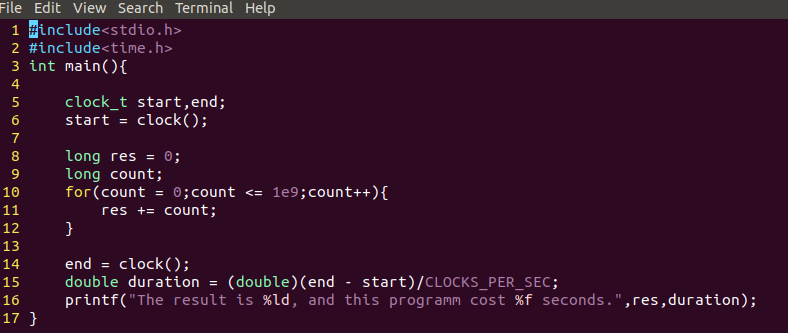 File Edit View Search Terminal Help
1 #include<stdio.h>
2 #include<time.h>
3 int main(){
4
5     clock_t start,end;
6     start = clock();
7
8     long res = 0;
9     long count;
10     for(count = 0;count <= 1e9;count++){
11         res += count;
12     }
13
14     end = clock();
15     double duration = (double)(end - start)/CLOCKS_PER_SEC;
16     printf("The result is %ld, and this programm cost %f seconds.",res,duration);
17 }